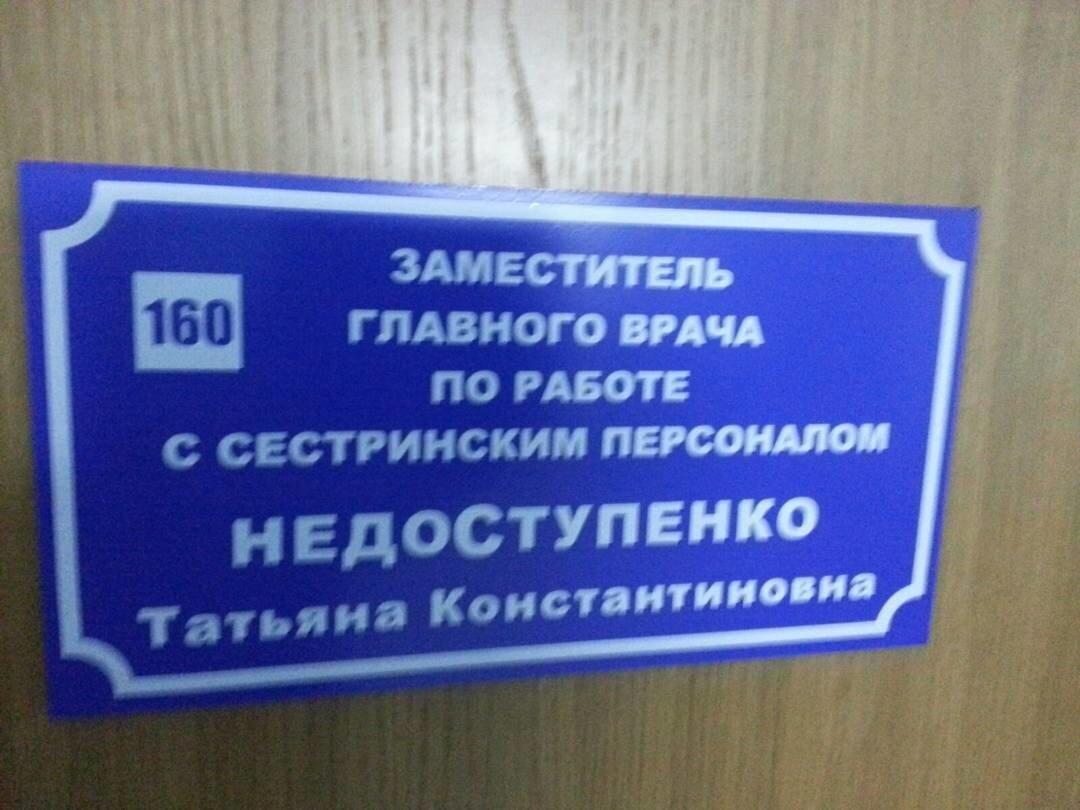 160
ЗАМЕСТИТЕЛЬ
ГЛАВНОГО ВРАЧА
ПО РАБОТЕ
С СЕСТРИНСКИМ ПЕРСОНАЛОМ
НЕДОСТУПЕНКО
Татьяна Константиновна